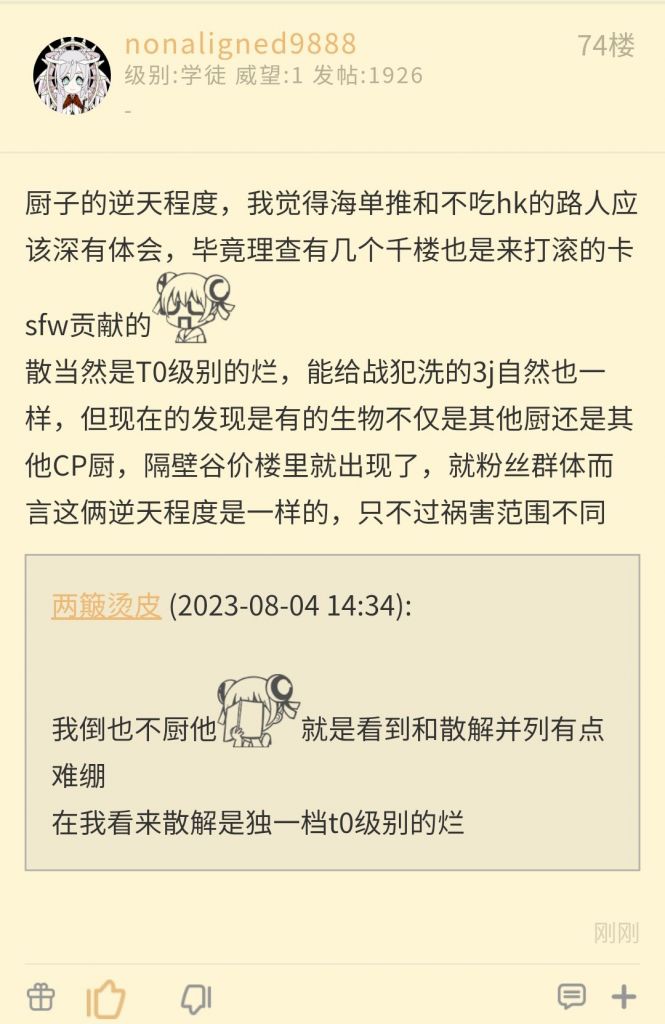 nonaligned9888
74楼
级别:学徒 威望:1 发帖:1926
-
厨子的逆天程度，我觉得海单推和不吃hk的路人应
该深有体会，毕竟理查有几个千楼也是来打滚的卡
sfw贡献的
散当然是T0级别的烂，能给战犯洗的3j自然也一
样，但现在的发现是有的生物不仅是其他厨还是其
他CP厨，隔壁谷价楼里就出现了，就粉丝群体而
言这俩逆天程度是一样的，只不过祸害范围不同
两簸烫皮 (2023-08-04 14:34):
我倒也不厨他就是看到和散解并列有点
难绷
在我看来散解是独一档t0级别的烂
刚刚